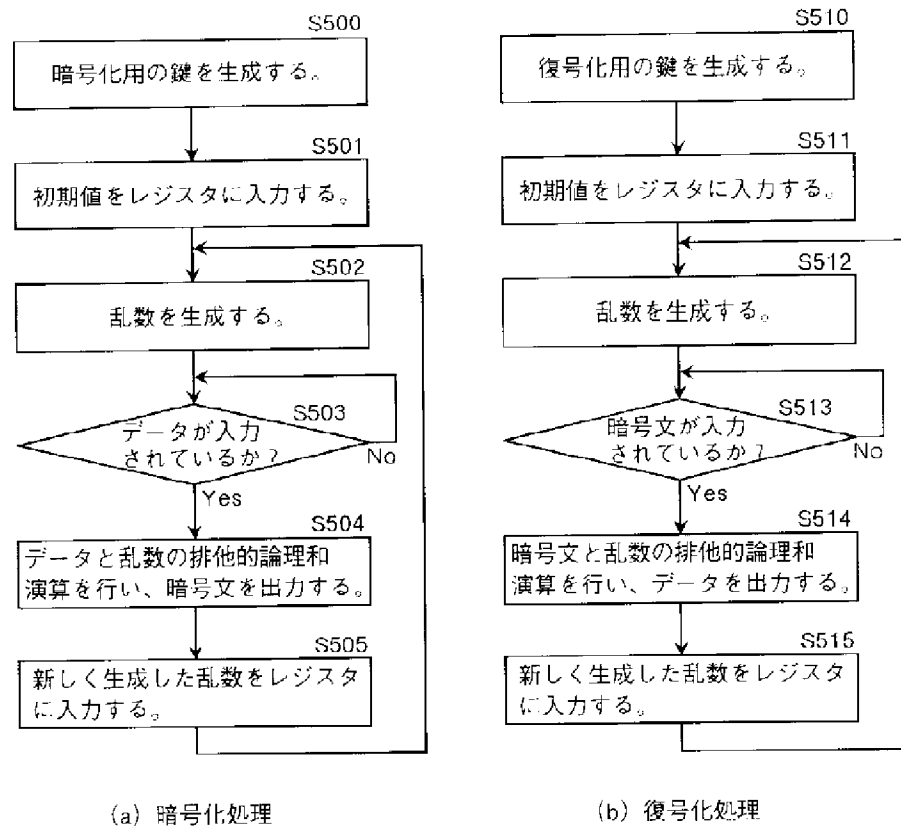 S500
暗号化用の鍵を生成する。
S501
初期値をレジスタに入力する。
S502
乱数を生成する。
S503
データが入力
されているか?
No
Yes
S504
データと乱数の排他的論理和
演算を行い、暗号文を出力する。
S505
新しく生成した乱数をレジスタ
に入力する。
(a) 暗号化処理
S510
復号化用の鍵を生成する。
S511
初期値をレジスタに入力する。
S512
乱数を生成する。
S513
暗号文が入力
されているか?
No
Yes
S514
暗号文と乱数の排他的論理和
演算を行い、データを出力する。
S515
新しく生成した乱数をレジスタ
に入力する。
(b) 復号化処理